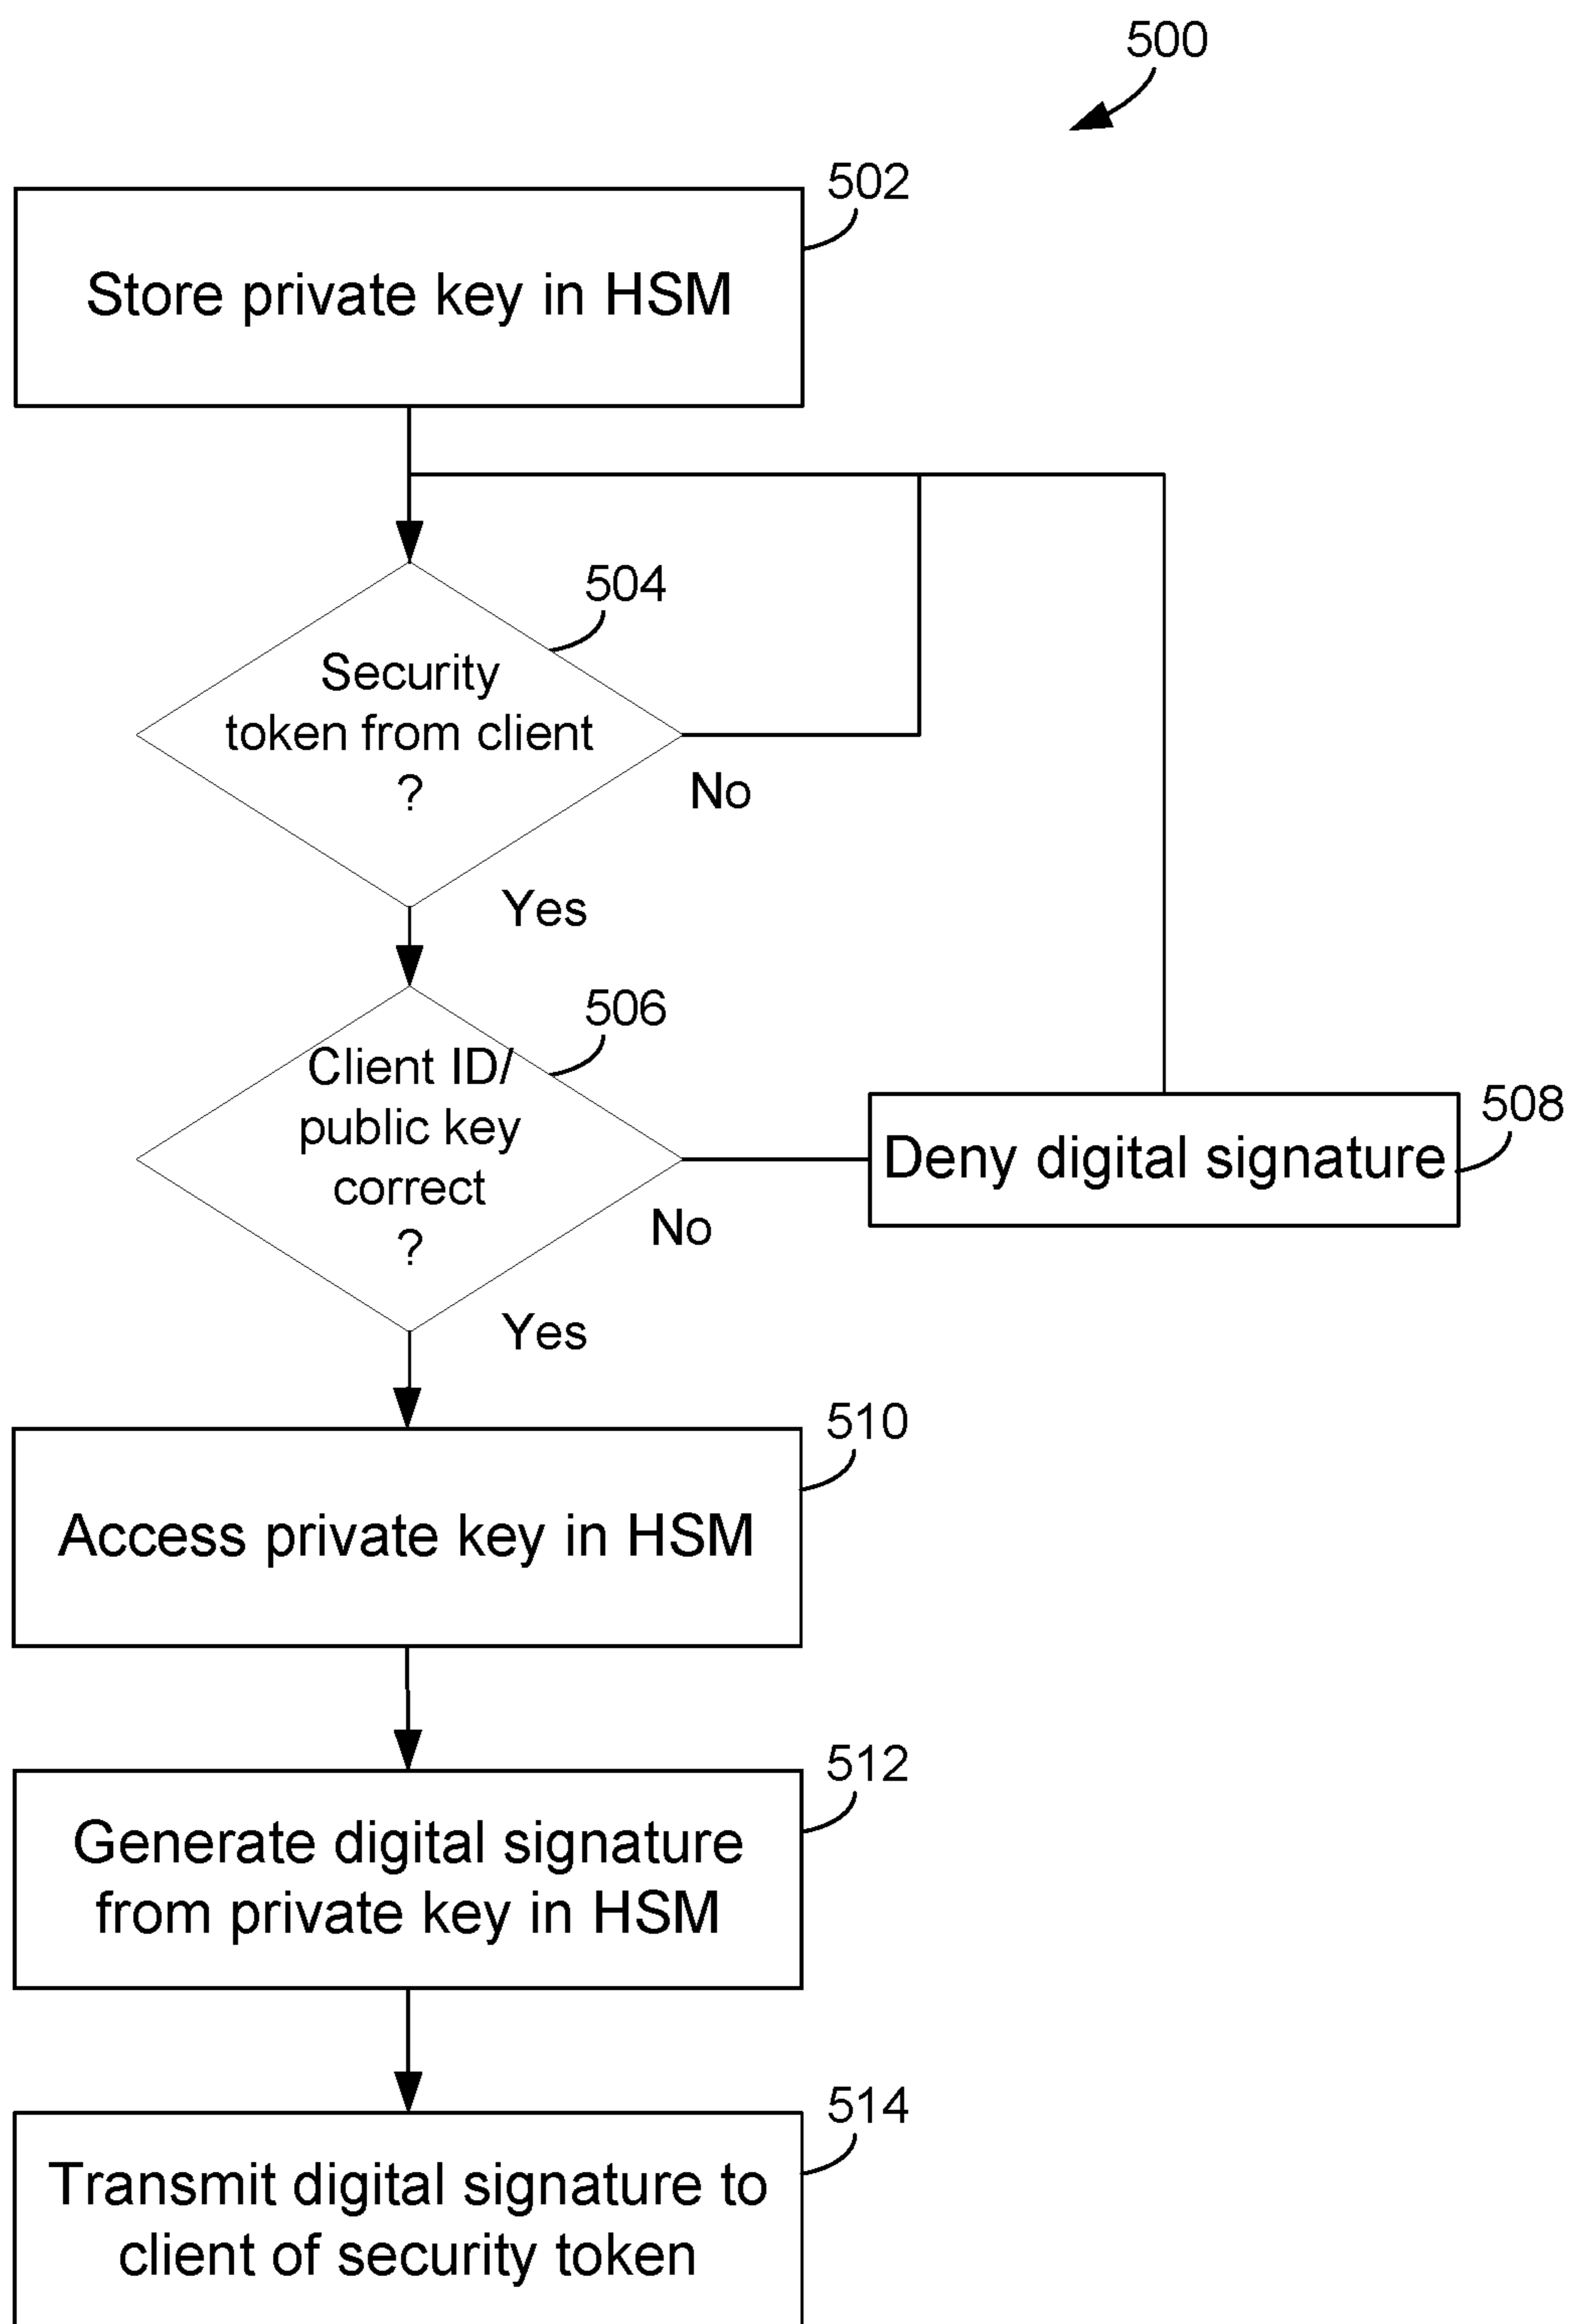 500
502
Store private key in HSM
504
Security
token from client
?
No
Yes
506
Client ID/
public key
correct
?
No
508
Deny digital signature
Yes
510
Access private key in HSM
512
Generate digital signature
from private key in HSM
514
Transmit digital signature to
client of security token